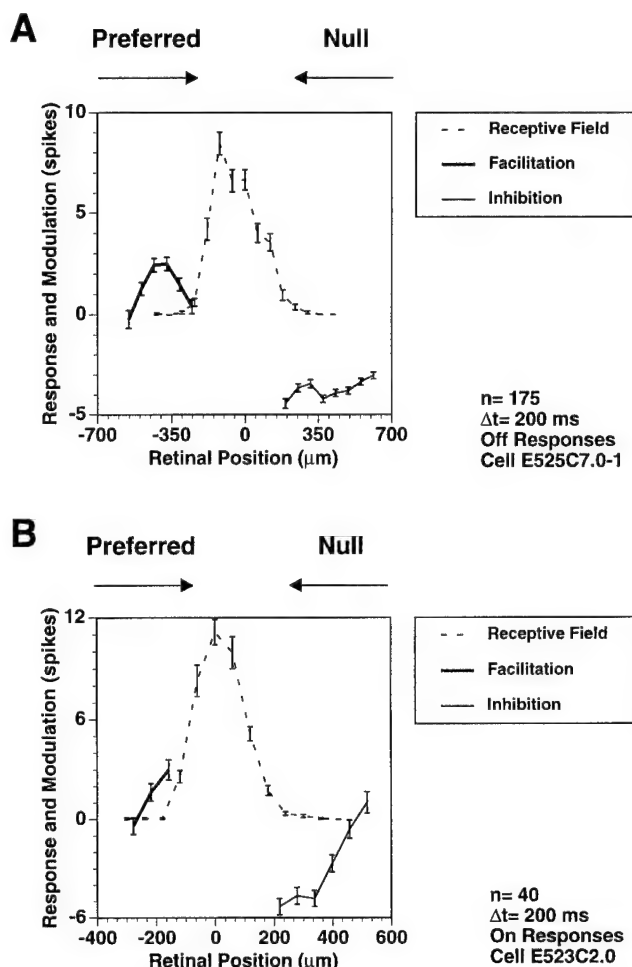 A
Preferred Null
Response and Modulation (spikes)
10
5
0
-5
-700 -350 0 350 700
Retinal Position (μm)
Receptive Field
Facilitation
Inhibition
n= 175
Δt= 200 ms
Off Responses
Cell E525C7.0-1
B
Preferred Null
Response and Modulation (spikes)
12
6
0
-6
-400 -200 0 200 400 600
Retinal Position (μm)
Receptive Field
Facilitation
Inhibition
n= 40
Δt= 200 ms
On Responses
Cell E523C2.0